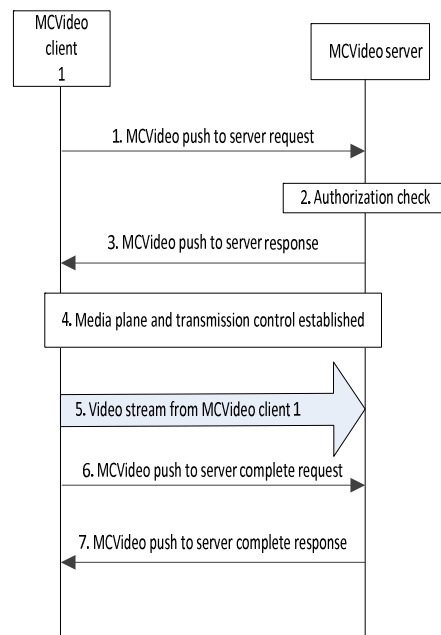 MCVideo
client
1
MCVideo server
1. MCVideo push to server request
2. Authorization check
3. MCVideo push to server response
4. Media plane and transmission control established
5. Video stream from MCVideo client 1
6. MCVideo push to server complete request
7. MCVideo push to server complete response